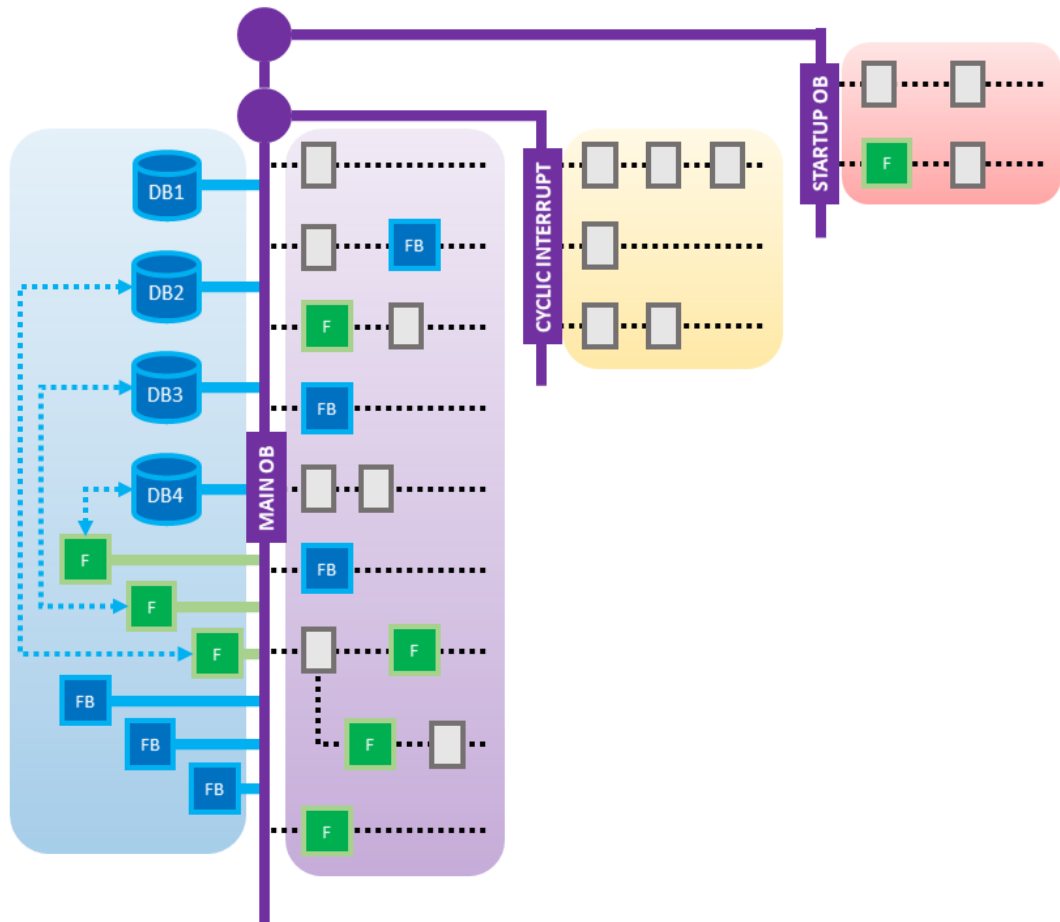 STARTUP OB
F
DB1
CYCLIC INTERRUPT
FB
DB2
F
DB3
FB
MAIN OB
DB4
F
FB
F
F
F
FB
F
FB
FB
F